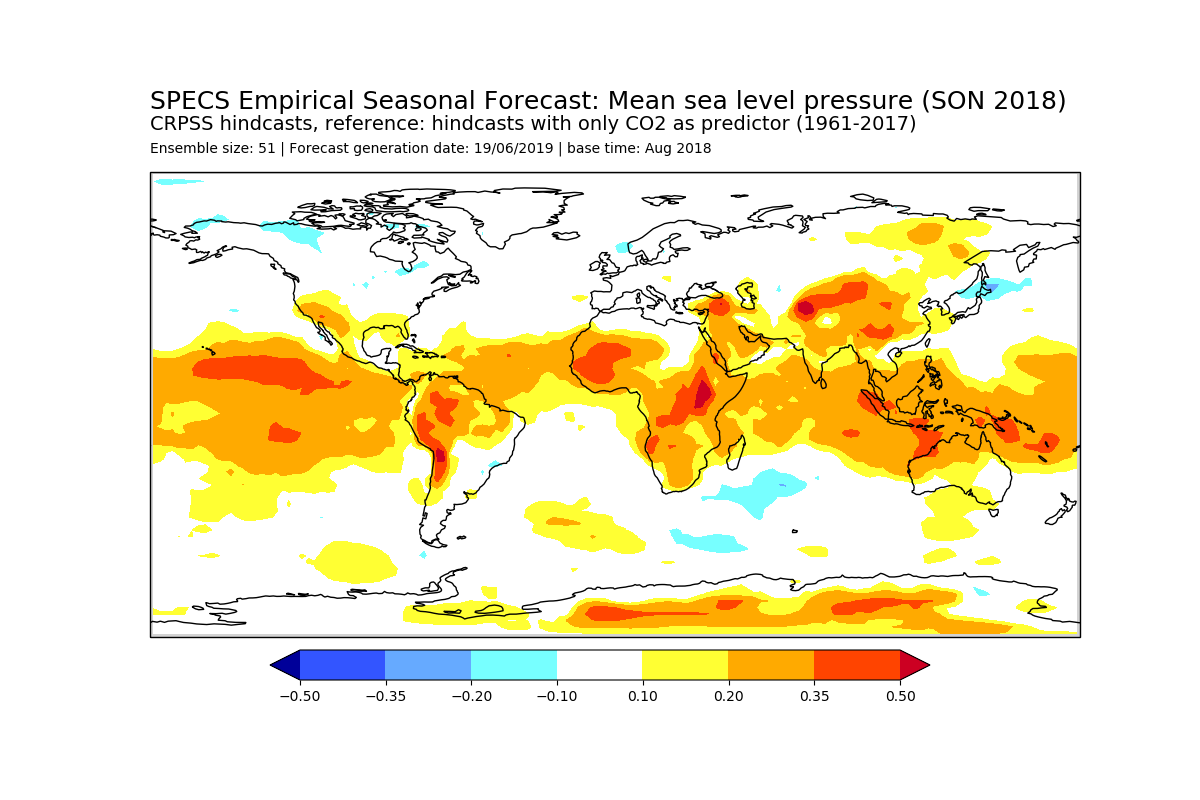 SPECS Empirical Seasonal Forecast: Mean sea level pressure (SON 2018)
CRPSS hindcasts, reference: hindcasts with only CO2 as predictor (1961-2017)
Ensemble size: 51 | Forecast generation date: 19/06/2019 | base time: Aug 2018
−0.50 −0.35 −0.20 −0.10 0.10 0.20 0.35 0.50